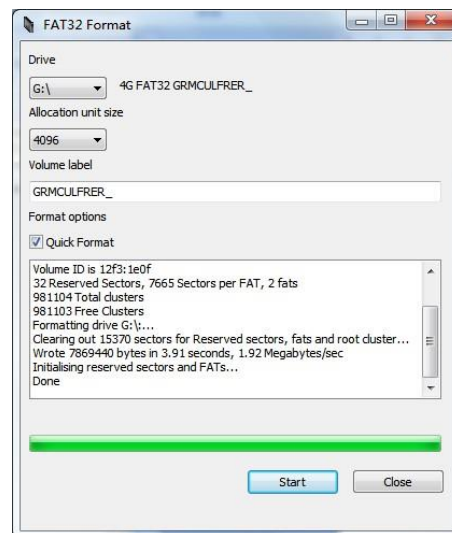 FAT32 Format
Drive
G:\ 4G FAT32 GRMCULFRER_
Allocation unit size
4096
Volume label
GRMCULFRER_
Format options
Quick Format
Volume ID is 12f3:1e0f
32 Reserved Sectors, 7665 Sectors per FAT, 2 fats
981104 Total clusters
981103 Free Clusters
Formatting drive G:\:...
Clearing out 15370 sectors for Reserved sectors, fats and root cluster...
Wrote 7869440 bytes in 3.91 seconds, 1.92 Megabytes/sec
Initialising reserved sectors and FATs...
Done
Start Close